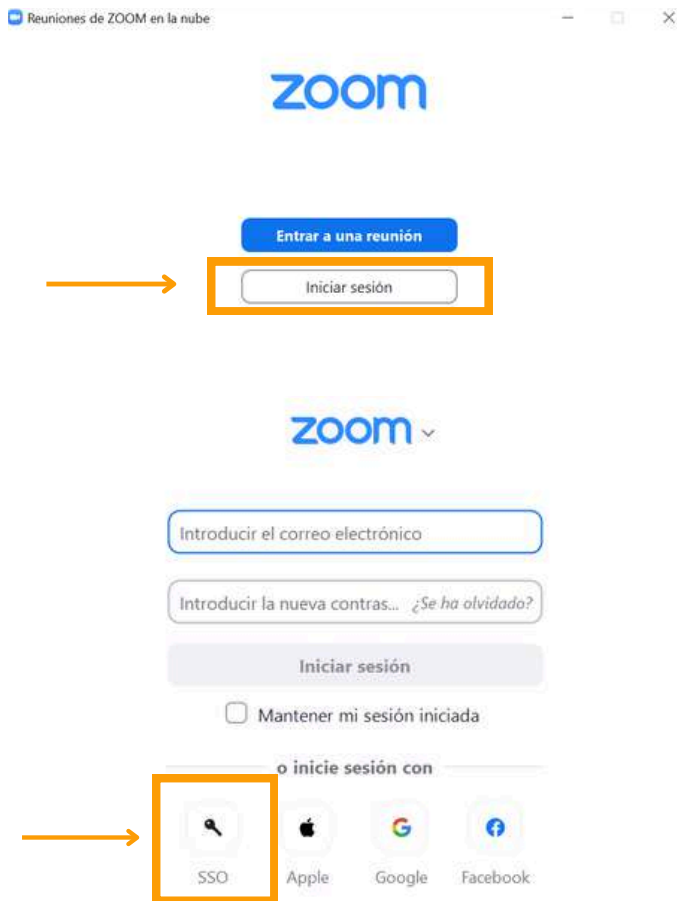 Reuniones de ZOOM en la nube
zoom
Entrar a una reunión
Iniciar sesión
zoom
Introducir el correo electrónico
Introducir la nueva contras... ¿Se ha olvidado?
Iniciar sesión
Mantener mi sesión iniciada
o inicie sesión con
SSO Apple Google Facebook